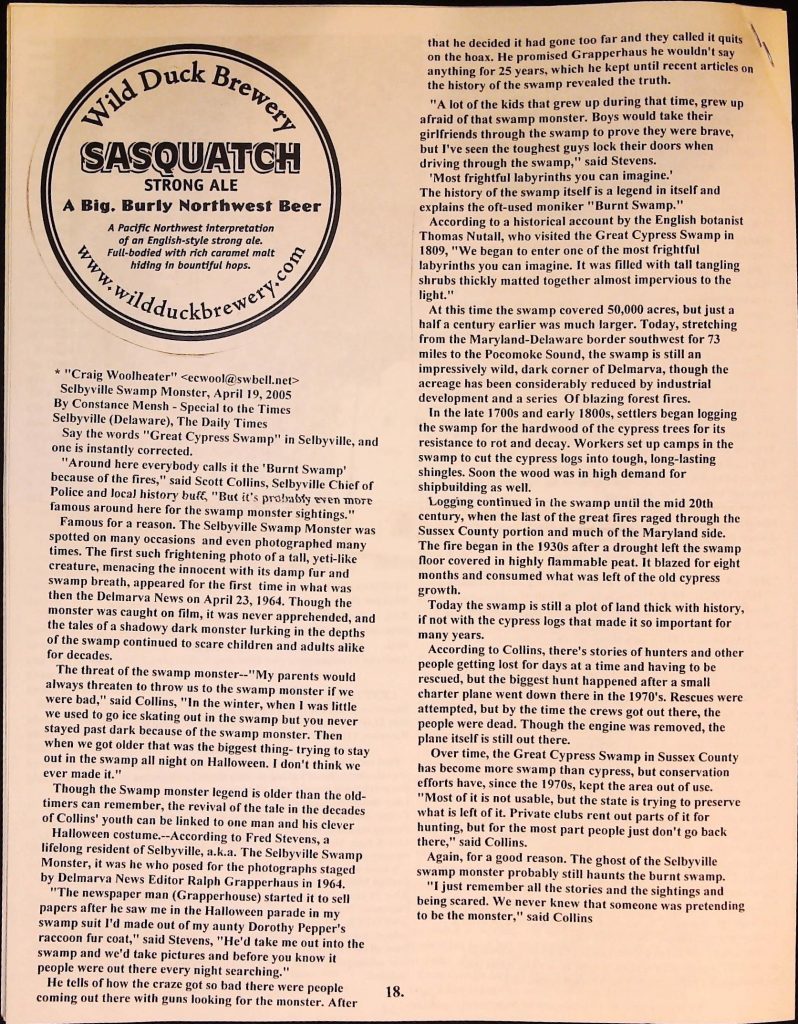 Wild Duck Brewery
SASQUATCH
STRONG ALE
A Big, Burly Northwest Beer
A Pacific Northwest interpretation
of an English-style strong ale.
Full-bodied with rich caramel malt
hiding in bountiful hops.
www.wildduckbrewery.com
* "Craig Woolheater" <ecwool@swbell.net>
Selbyville Swamp Monster, April 19, 2005
By Constance Mensh - Special to the Times
Selbyville (Delaware), The Daily Times
Say the words "Great Cypress Swamp" in Selbyville, and
one is instantly corrected.
"Around here everybody calls it the 'Burnt Swamp'
because of the fires," said Scott Collins, Selbyville Chief of
Police and local history buff, "But it's probably even more
famous around here for the swamp monster sightings."
Famous for a reason. The Selbyville Swamp Monster was
spotted on many occasions and even photographed many
times. The first such frightening photo of a tall, yeti-like
creature, menacing the innocent with its damp fur and
swamp breath, appeared for the first time in what was
then the Delmarva News on April 23, 1964. Though the
monster was caught on film, it was never apprehended, and
the tales of a shadowy dark monster lurking in the depths
of the swamp continued to scare children and adults alike
for decades.
The threat of the swamp monster--"My parents would
always threaten to throw us to the swamp monster if we
were bad," said Collins, "In the winter, when I was little
we used to go ice skating out in the swamp but you never
stayed past dark because of the swamp monster. Then
when we got older that was the biggest thing- trying to stay
out in the swamp all night on Halloween. I don't think we
ever made it."
Though the Swamp monster legend is older than the old-
timers can remember, the revival of the tale in the decades
of Collins' youth can be linked to one man and his clever
Halloween costume.--According to Fred Stevens, a
lifelong resident of Selbyville, a.k.a. The Selbyville Swamp
Monster, it was he who posed for the photographs staged
by Delmarva News Editor Ralph Grapperhaus in 1964.
"The newspaper man (Grapperhouse) started it to sell
papers after he saw me in the Halloween parade in my
swamp suit I'd made out of my aunty Dorothy Pepper's
raccoon fur coat," said Stevens, "He'd take me out into the
swamp and we'd take pictures and before you know it
people were out there every night searching."
He tells of how the craze got so bad there were people
coming out there with guns looking for the monster. After
that he decided it had gone too far and they called it quits
on the hoax. He promised Grapperhaus he wouldn't say
anything for 25 years, which he kept until recent articles on
the history of the swamp revealed the truth.
"A lot of the kids that grew up during that time, grew up
afraid of that swamp monster. Boys would take their
girlfriends through the swamp to prove they were brave,
but I've seen the toughest guys lock their doors when
driving through the swamp," said Stevens.
'Most frightful labyrinths you can imagine.'
The history of the swamp itself is a legend in itself and
explains the oft-used moniker "Burnt Swamp."
According to a historical account by the English botanist
Thomas Nutall, who visited the Great Cypress Swamp in
1809, "We began to enter one of the most frightful
labyrinths you can imagine. It was filled with tall tangling
shrubs thickly matted together almost impervious to the
light."
At this time the swamp covered 50,000 acres, but just a
half a century earlier was much larger. Today, stretching
from the Maryland-Delaware border southwest for 73
miles to the Pocomoke Sound, the swamp is still an
impressively wild, dark corner of Delmarva, though the
acreage has been considerably reduced by industrial
development and a series Of blazing forest fires.
In the late 1700s and early 1800s, settlers began logging
the swamp for the hardwood of the cypress trees for its
resistance to rot and decay. Workers set up camps in the
swamp to cut the cypress logs into tough, long-lasting
shingles. Soon the wood was in high demand for
shipbuilding as well.
Logging continued in the swamp until the mid 20th
century, when the last of the great fires raged through the
Sussex County portion and much of the Maryland side.
The fire began in the 1930s after a drought left the swamp
floor covered in highly flammable peat. It blazed for eight
months and consumed what was left of the old cypress
growth.
Today the swamp is still a plot of land thick with history,
if not with the cypress logs that made it so important for
many years.
According to Collins, there's stories of hunters and other
people getting lost for days at a time and having to be
rescued, but the biggest hunt happened after a small
charter plane went down there in the 1970's. Rescues were
attempted, but by the time the crews got out there, the
people were dead. Though the engine was removed, the
plane itself is still out there.
Over time, the Great Cypress Swamp in Sussex County
has become more swamp than cypress, but conservation
efforts have, since the 1970s, kept the area out of use.
"Most of it is not usable, but the state is trying to preserve
what is left of it. Private clubs rent out parts of it for
hunting, but for the most part people just don't go back
there," said Collins.
Again, for a good reason. The ghost of the Selbyville
swamp monster probably still haunts the burnt swamp.
"I just remember all the stories and the sightings and
being scared. We never knew that someone was pretending
to be the monster," said Collins
18.